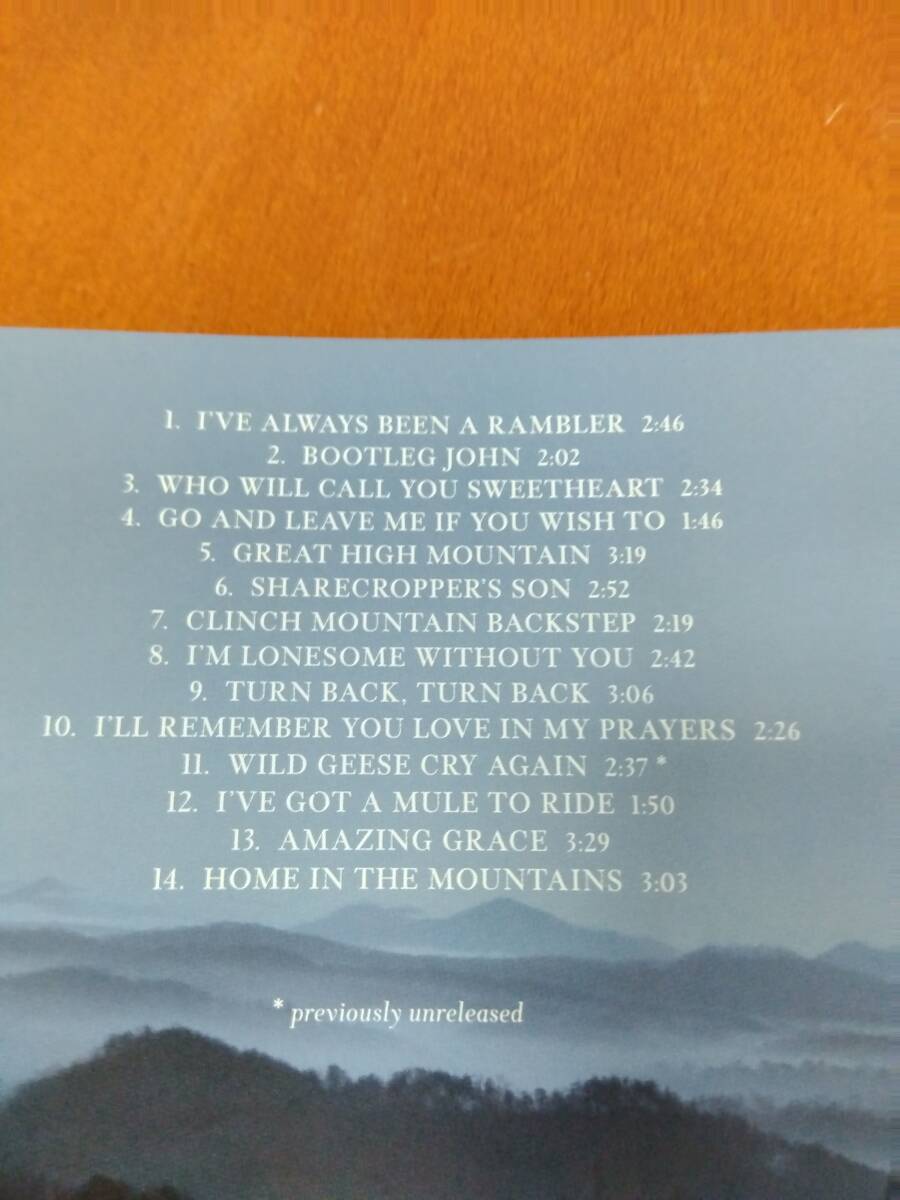 1. I'VE ALWAYS BEEN A RAMBLER 2:46
2. BOOTLEG JOHN 2:02
3. WHO WILL CALL YOU SWEETHEART 2:34
4. GO AND LEAVE ME IF YOU WISH TO 1:46
5. GREAT HIGH MOUNTAIN 3:19
6. SHARECROPPER'S SON 2:52
7. CLINCH MOUNTAIN BACKSTEP 2:19
8. I'M LONESOME WITHOUT YOU 2:42
9. TURN BACK, TURN BACK 3:06
10. I'LL REMEMBER YOU LOVE IN MY PRAYERS 2:26
11. WILD GEESE CRY AGAIN 2:37 *
12. I'VE GOT A MULE TO RIDE 1:50
13. AMAZING GRACE 3:29
14. HOME IN THE MOUNTAINS 3:03
* previously unreleased